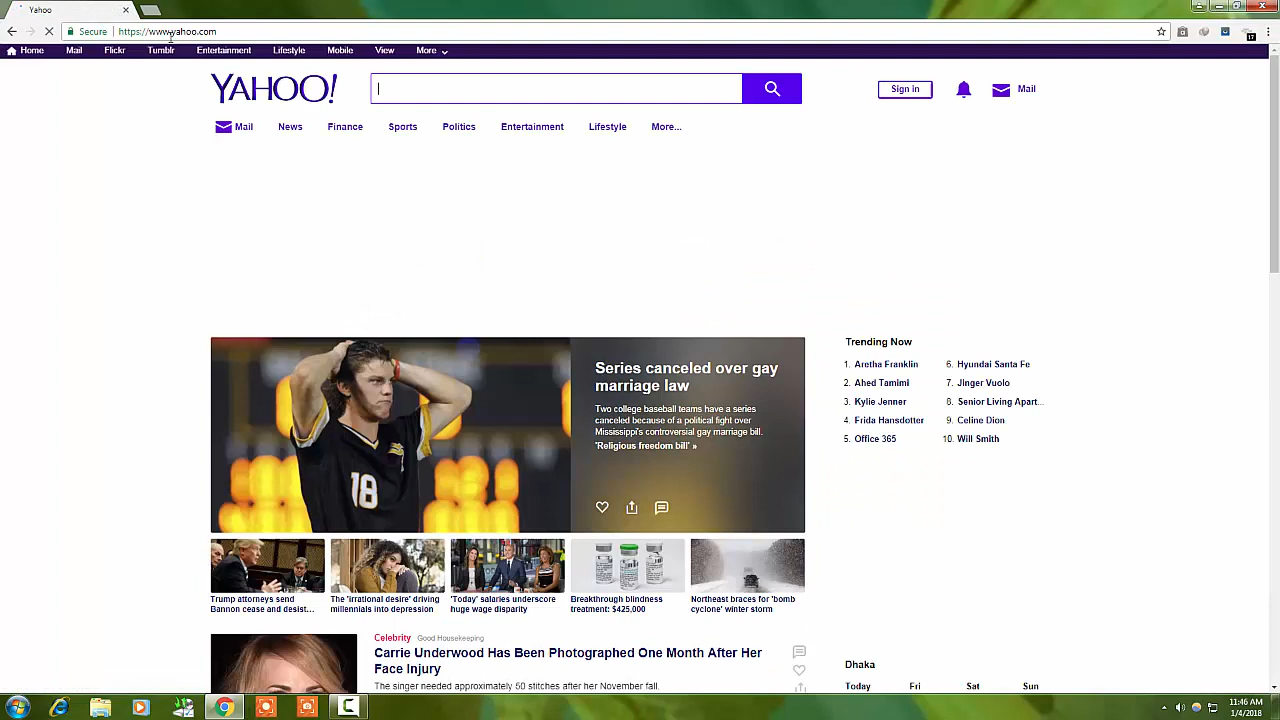 Yahoo
Secure
https://www.yahoo.com
17
Home
Mail
Flickr
Tumblr
Entertainment
Lifestyle
Mobile
View
More
YAHOO!
Sign in
Mail
Mail
News
Finance
Sports
Politics
Entertainment
Lifestyle
More...
18
Series canceled over gay
marriage law
Two college baseball teams have a series
canceled because of a political fight over
Mississippi's controversial gay marriage bill.
'Religious freedom bill' »
Trending Now
1. Aretha Franklin
2. Ahed Tamimi
3. Kylie Jenner
4. Frida Hansdotter
5. Office 365
6. Hyundai Santa Fe
7. Jinger Vuolo
8. Senior Living Apart...
9. Celine Dion
10. Will Smith
Trump attorneys send
Bannon cease and desist...
The 'irrational desire' driving
millennials into depression
'Today' salaries underscore
huge wage disparity
Breakthrough blindness
treatment: $425,000
Northeast braces for 'bomb
cyclone' winter storm
Celebrity Good Housekeeping
Carrie Underwood Has Been Photographed One Month After Her
Face Injury
The singer needed approximately 50 stitches after her November fall.
Dhaka
Today
Fri
Sat
Sun
11:46 AM
1/4/2018